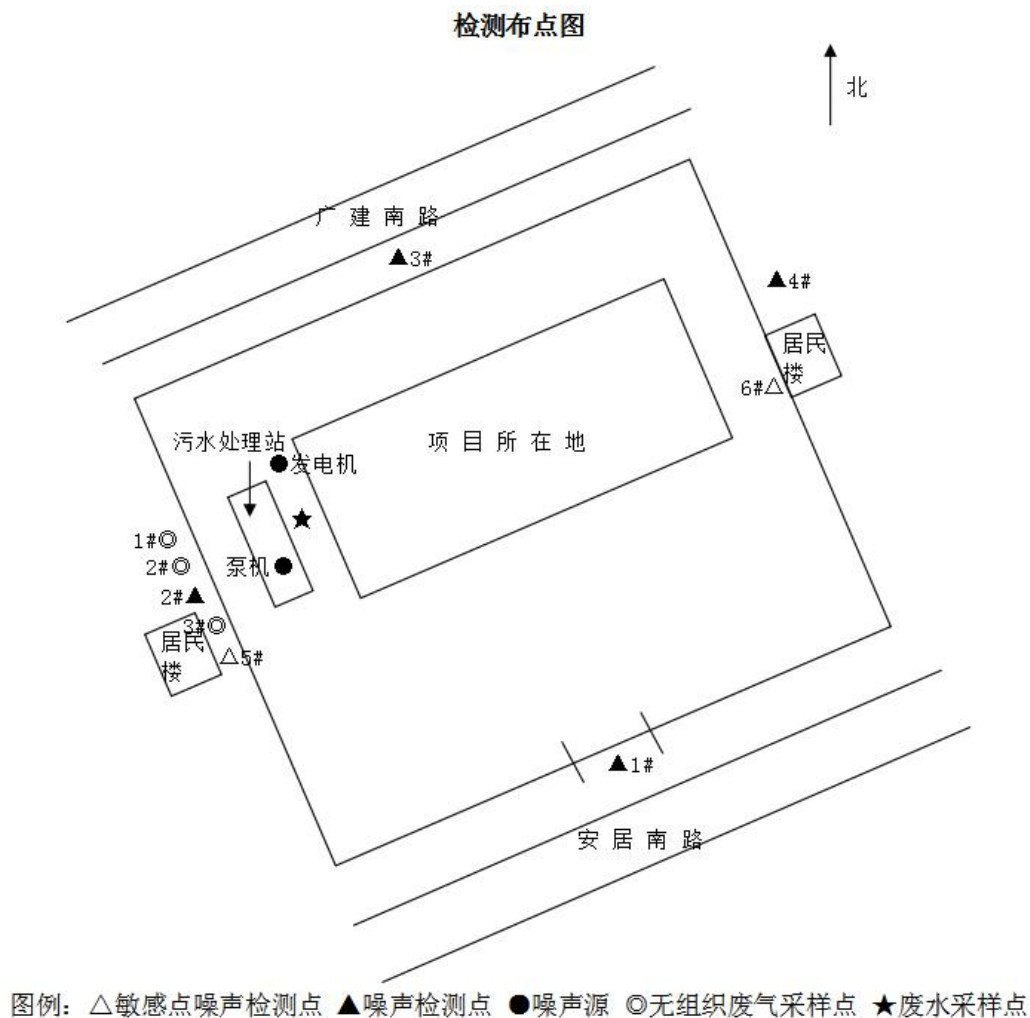 检测布点图
北
广建南路
▲3#
▲4#
居民
楼
6#△
污水处理站
项目所在地
●发电机
★
1#◎
2#◎
泵机●
2#▲
3#◎
居民
楼
△5#
▲1#
安居南路
图例：△敏感点噪声检测点 ▲噪声检测点 ●噪声源 ◎无组织废气采样点 ★废水采样点